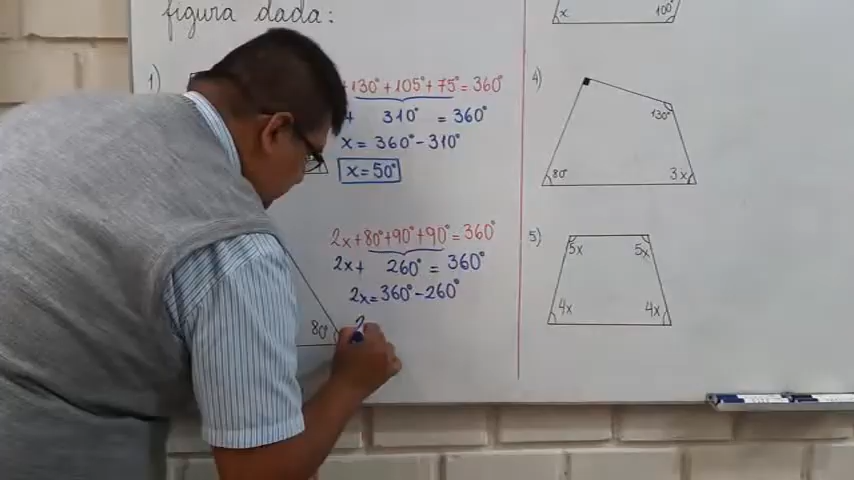 figura dada:
1)
+130°+105°+75°=360°
+ 310° = 360°
x = 360°-310°
x=50°
2x+80°+90°+90°=360°
2x+ 260° = 360°
2x=360°-260°
2
80°
x 100°
4)
130°
80° 3x
5)
5x 5x
4x 4x